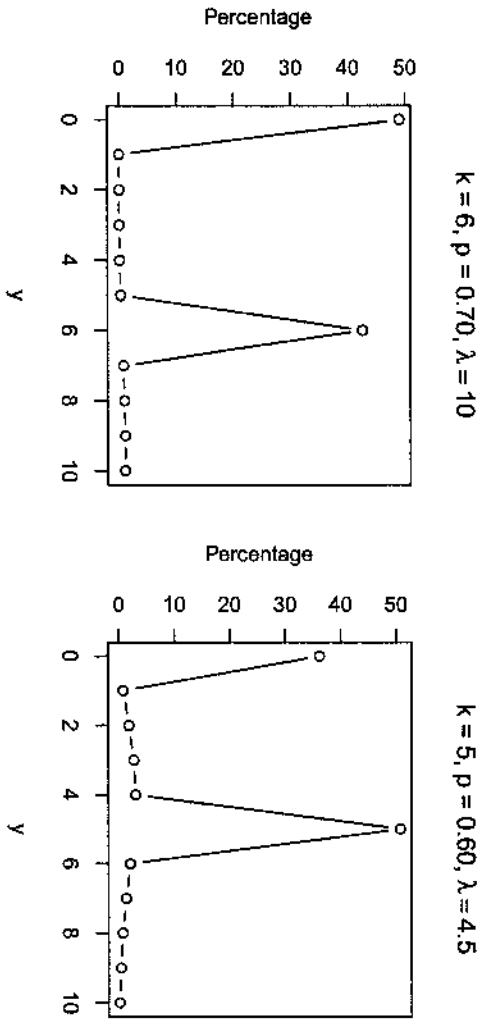 k = 6, p = 0.70, λ = 10
Percentage
0 10 20 30 40 50
0 2 4 6 8 10
y
k = 5, p = 0.60, λ = 4.5
Percentage
0 10 20 30 40 50
0 2 4 6 8 10
y